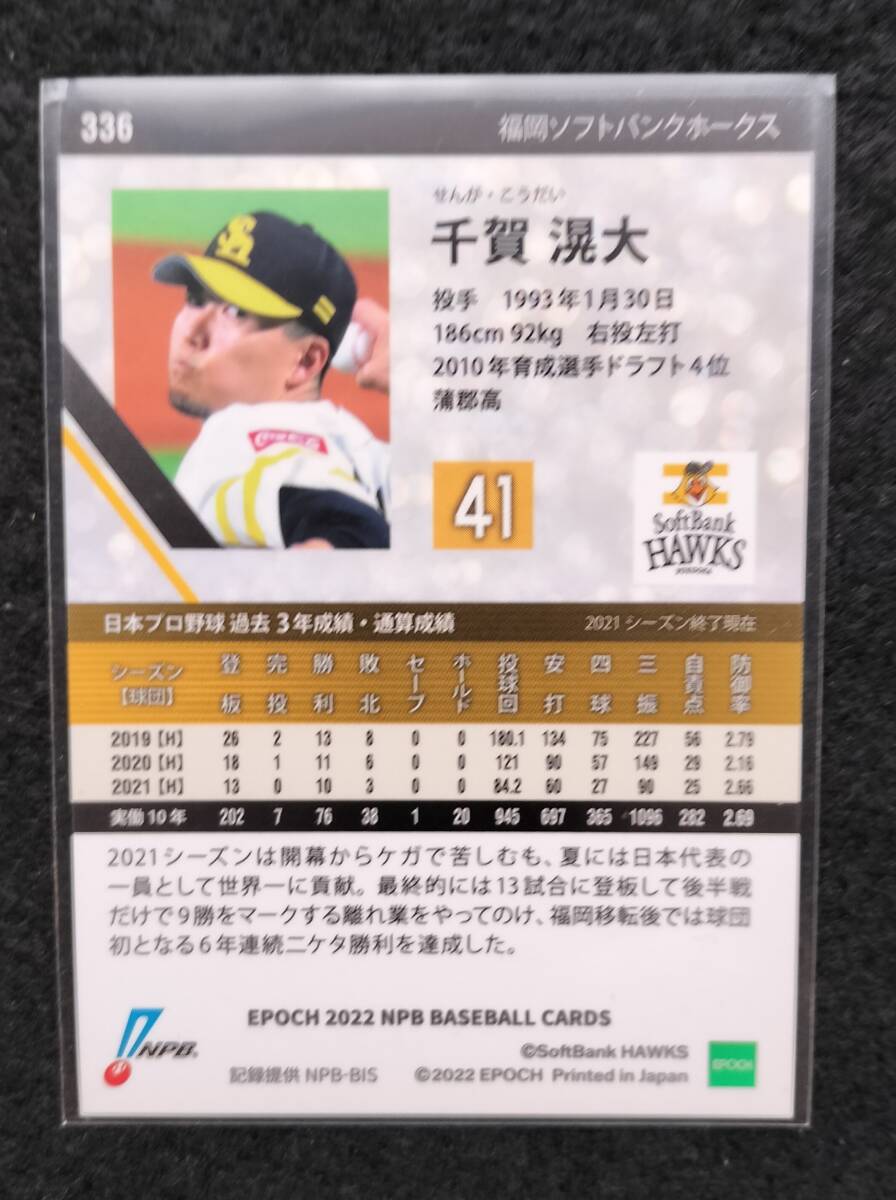 336 福岡ソフトバンクホークス
せんが・こうだい
千賀 滉大
投手 1993年1月30日
186cm 92kg 右投左打
2010年育成選手ドラフト4位
蒲郡高
41
SoftBank
HAWKS
日本プロ野球 過去3年成績・通算成績 2021シーズン終了現在
シーズン【球団】 登板 完投 勝利 敗北 セーブ ホールド 投球回 安打 四球 三振 自責点 防御率
2019【H】 26 2 13 8 0 0 180.1 134 75 227 56 2.79
2020【H】 18 1 11 6 0 0 121 90 57 149 29 2.16
2021【H】 13 0 10 3 0 0 84.2 60 27 90 25 2.66
実働10年 202 7 76 38 1 20 945 697 365 1096 282 2.69
2021シーズンは開幕からケガで苦しむも、夏には日本代表の
一員として世界一に貢献。最終的には13試合に登板して後半戦
だけで9勝をマークする離れ業をやってのけ、福岡移転後では球団
初となる6年連続二ケタ勝利を達成した。
EPOCH 2022 NPB BASEBALL CARDS
NPB.
©SoftBank HAWKS
記録提供 NPB-BIS ©2022 EPOCH Printed in Japan
EPOCH